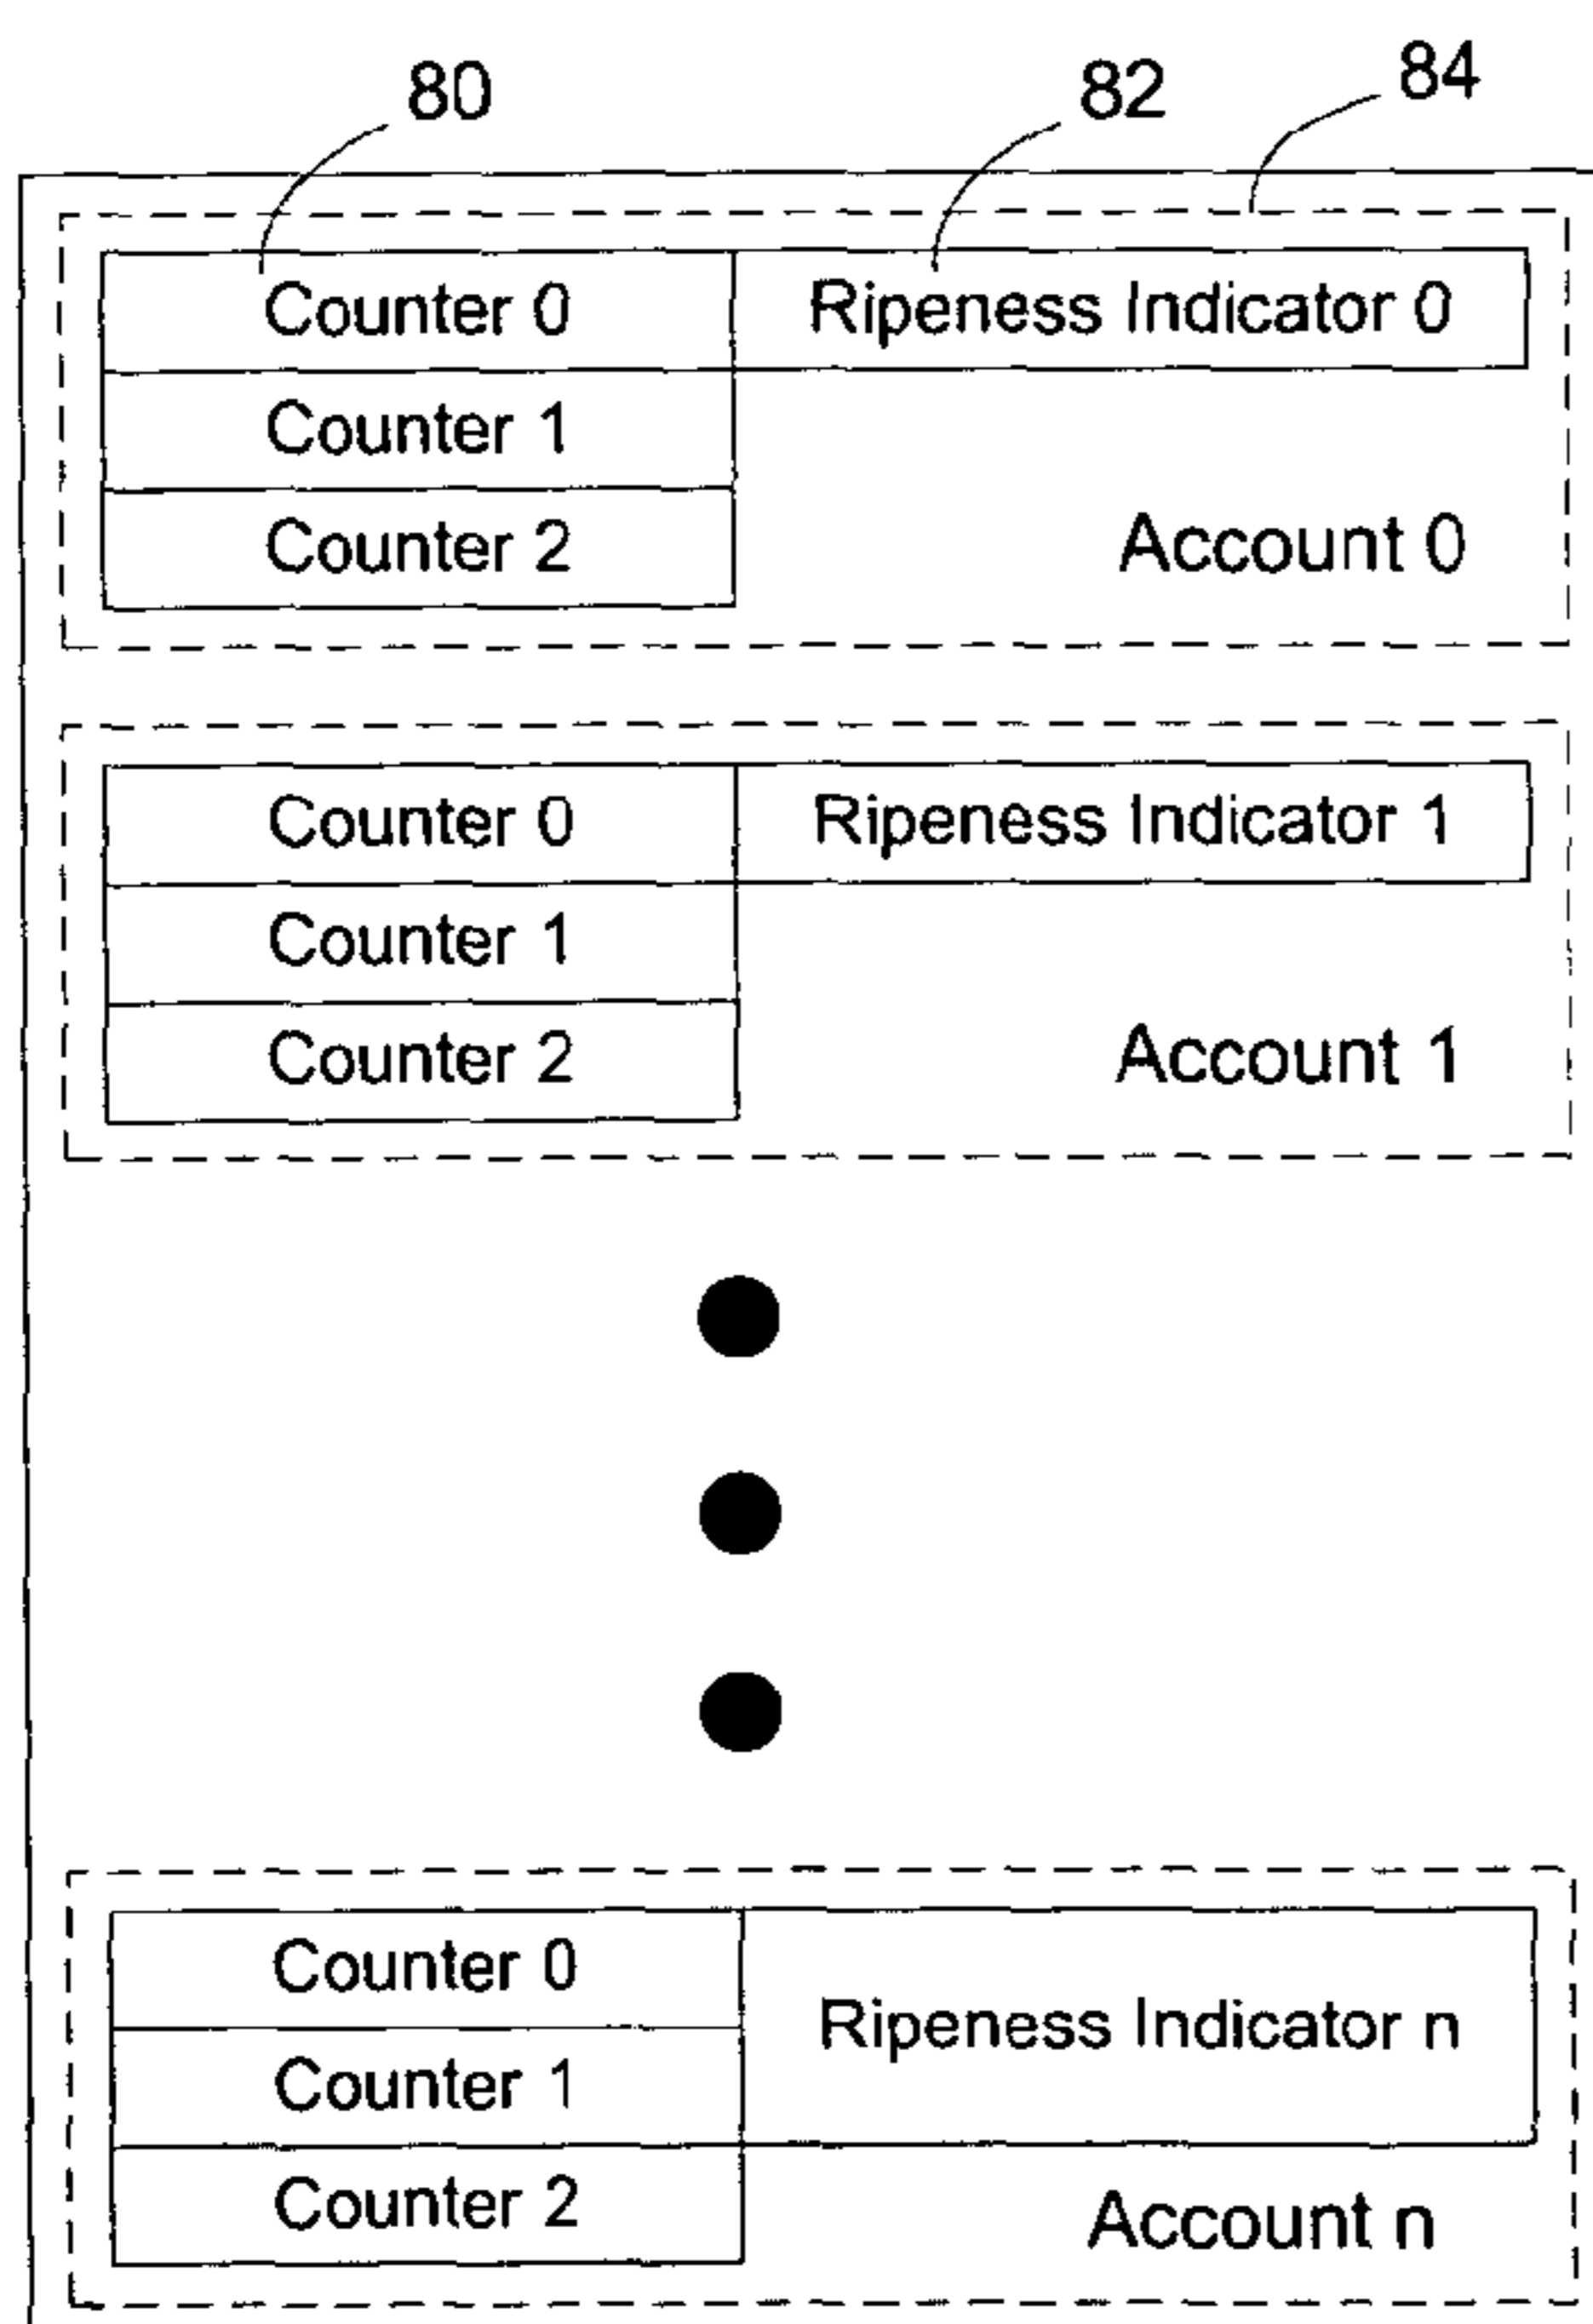 80 82 84
Counter 0 Ripeness Indicator 0
Counter 1
Counter 2 Account 0
Counter 0 Ripeness Indicator 1
Counter 1
Counter 2 Account 1
Counter 0
Ripeness Indicator n
Counter 1
Counter 2 Account n